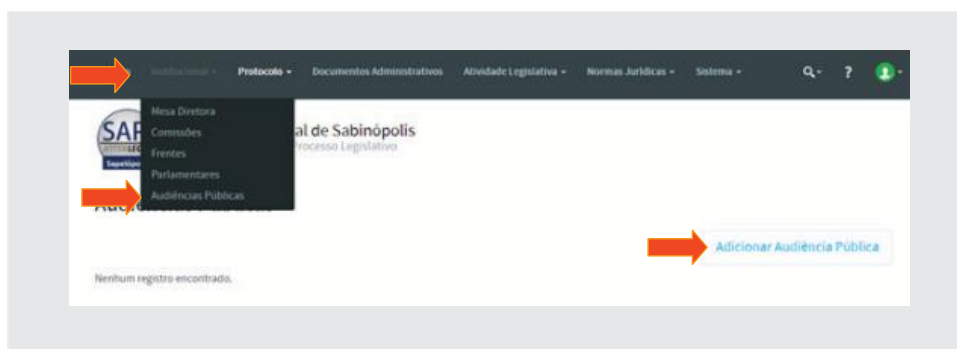 Institucional Protocolo Documentos Administrativos Atividade Legislativa Normas Jurídicas Sistema ?
Mesa Diretora
Comissões
Frentes
Parlamentares
Audiências Públicas
SAP
al de Sabinópolis
Processo Legislativo
Adicionar Audiência Pública
Nenhum registro encontrado.